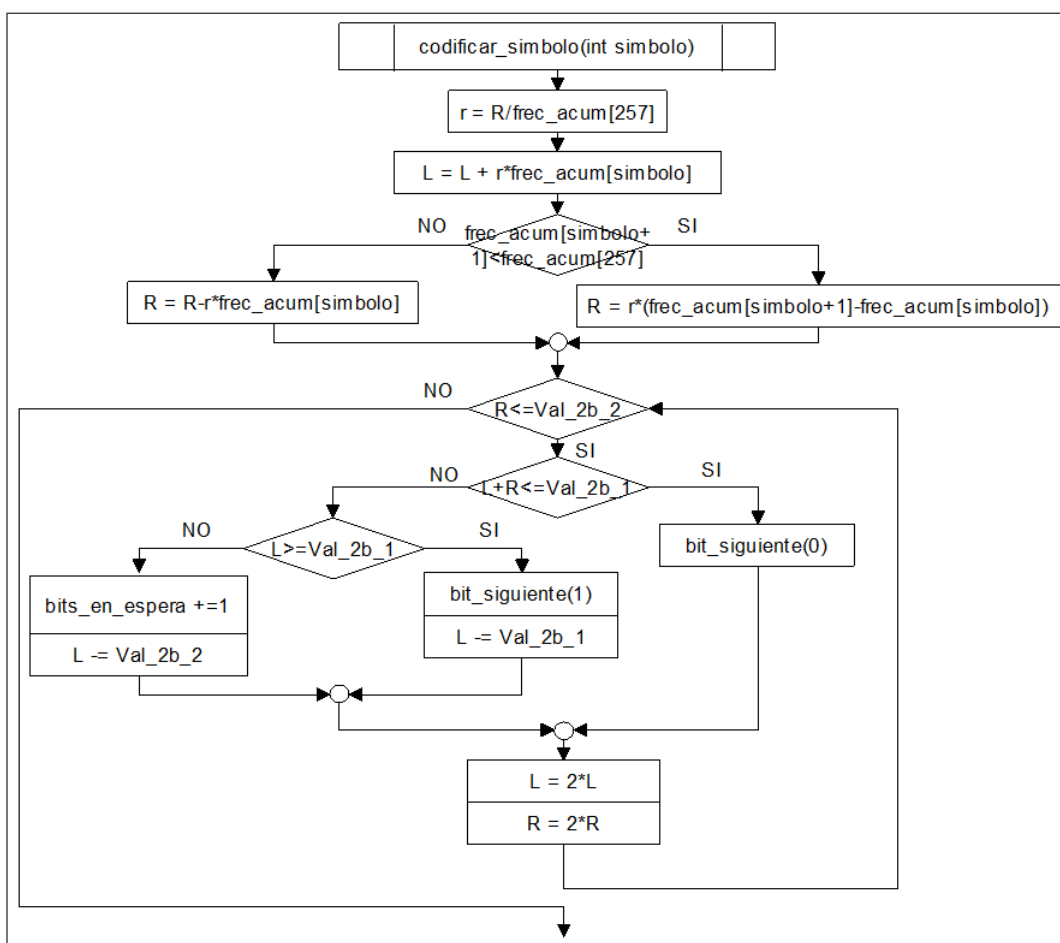 codificar_simbolo(int simbolo)
r = R/frec_acum[257]
L = L + r*frec_acum[simbolo]
NO
frec_acum[simbolo+
1]<frec_acum[257]
SI
R = R-r*frec_acum[simbolo]
R = r*(frec_acum[simbolo+1]-frec_acum[simbolo])
NO
R<=Val_2b_2
SI
NO
L+R<=Val_2b_1
SI
NO
L>=Val_2b_1
SI
bit_siguiente(0)
bits_en_espera +=1
L -= Val_2b_2
bit_siguiente(1)
L -= Val_2b_1
L = 2*L
R = 2*R